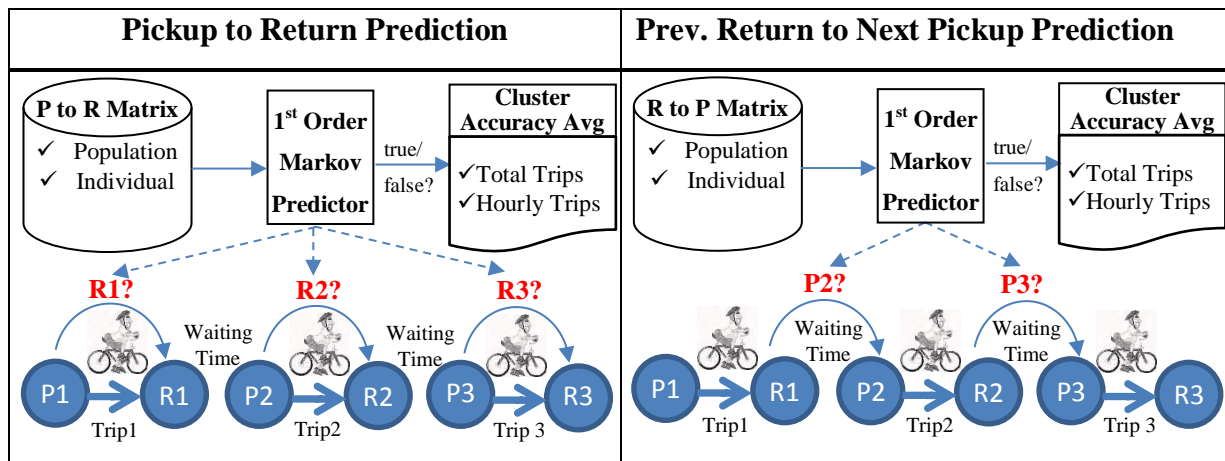 Pickup to Return Prediction
P to R Matrix
✓ Population
✓ Individual
1st Order
Markov
Predictor
true/
false?
Cluster
Accuracy Avg
✓Total Trips
✓Hourly Trips
R1?
R2?
R3?
Waiting
Time
Waiting
Time
P1
R1
P2
R2
P3
R3
Trip1
Trip2
Trip 3
Prev. Return to Next Pickup Prediction
R to P Matrix
✓ Population
✓ Individual
1st Order
Markov
Predictor
true/
false?
Cluster
Accuracy Avg
✓Total Trips
✓Hourly Trips
P2?
P3?
Waiting
Time
Waiting
Time
P1
R1
P2
R2
P3
R3
Trip1
Trip2
Trip 3